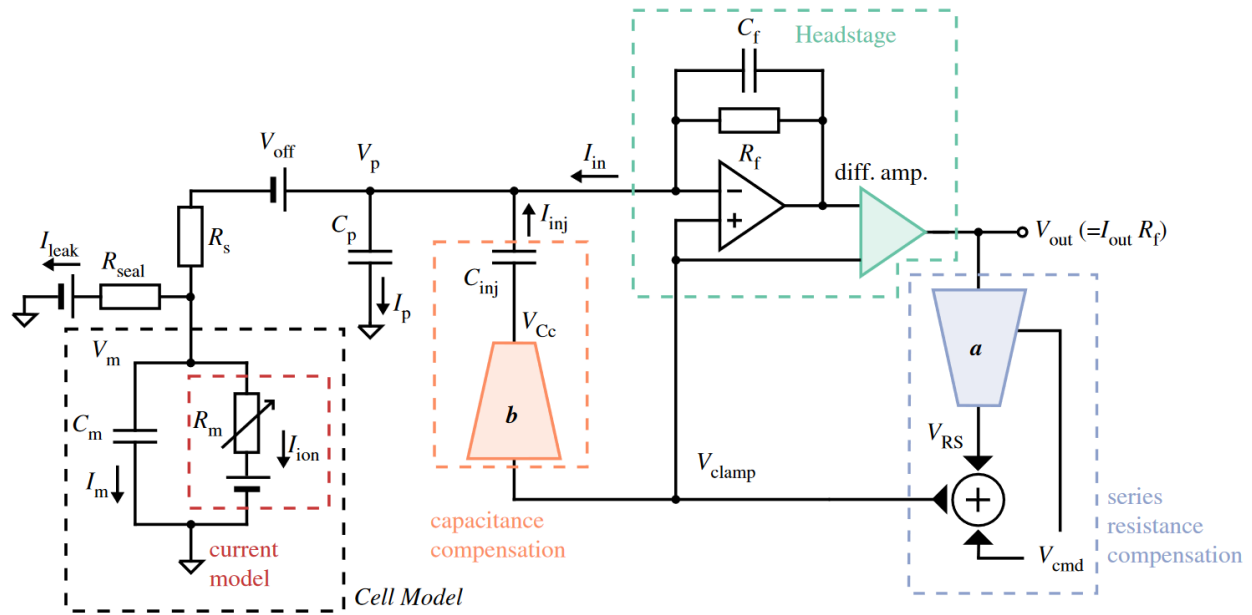 C_f
Headstage
R_f
diff. amp.
V_off
V_p
I_in
−
+
V_out (=I_out R_f)
I_leak
R_seal
R_s
C_p
I_p
I_inj
C_inj
V_Cc
b
a
V_RS
+
V_m
C_m
I_m
R_m
I_ion
V_clamp
V_cmd
capacitance
compensation
series
resistance
compensation
current
model
Cell Model